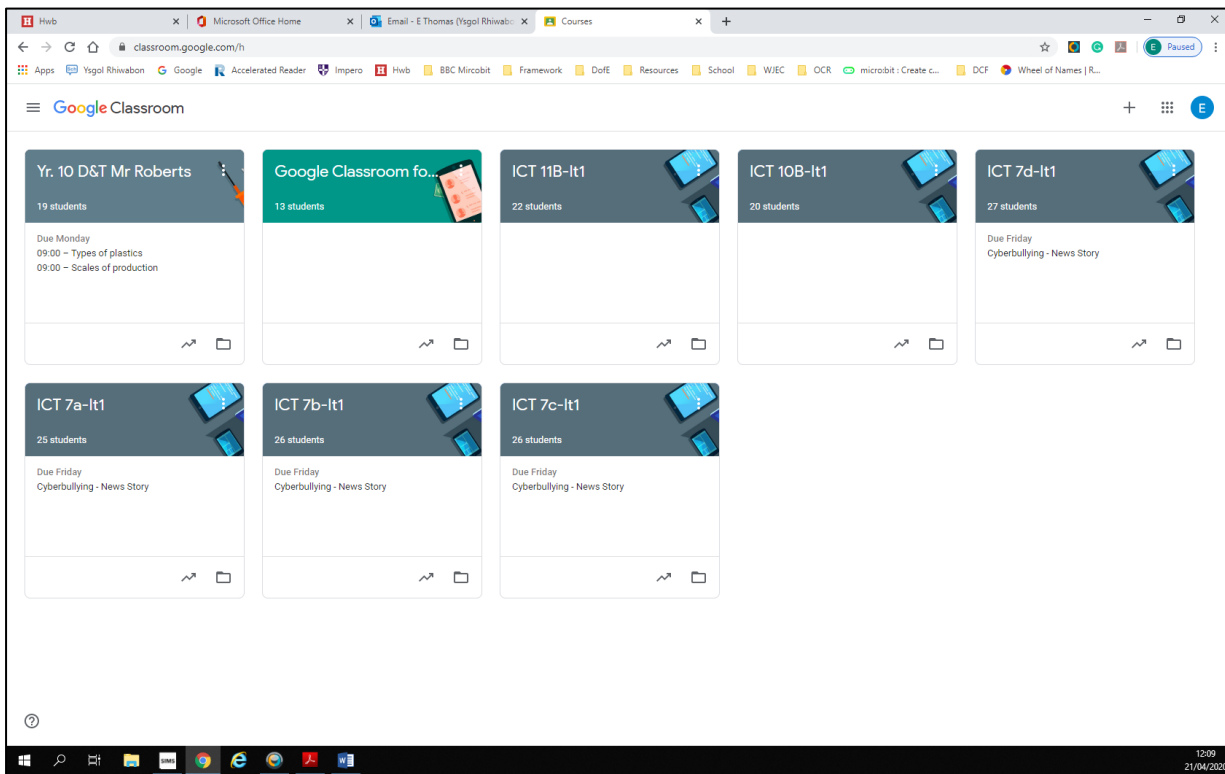 Hwb
Microsoft Office Home
Email - E Thomas (Ysgol Rhiwabo
Courses
classroom.google.com/h
E Paused
Apps Ysgol Rhiwabon Google Accelerated Reader Impero Hwb BBC Mircobit Framework DofE Resources School WJEC OCR micro:bit : Create c... DCF Wheel of Names | R...
Google Classroom
E
Yr. 10 D&T Mr Roberts
19 students
Due Monday
09:00 – Types of plastics
09:00 – Scales of production
Google Classroom fo...
13 students
ICT 11B-It1
22 students
ICT 10B-It1
20 students
ICT 7d-It1
27 students
Due Friday
Cyberbullying - News Story
ICT 7a-It1
25 students
Due Friday
Cyberbullying - News Story
ICT 7b-It1
26 students
Due Friday
Cyberbullying - News Story
ICT 7c-It1
26 students
Due Friday
Cyberbullying - News Story
SIMS
12:09
21/04/2020